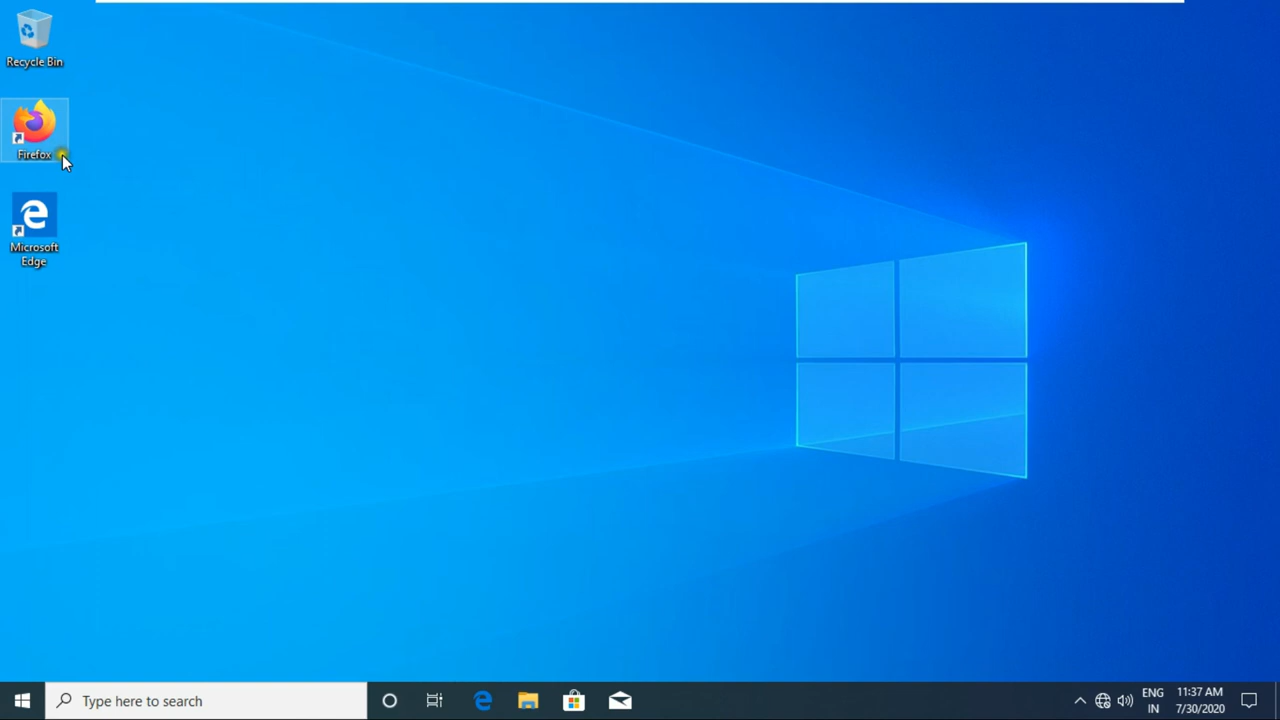 Recycle Bin
Firefox
Microsoft
Edge
Type here to search
ENG
IN
11:37 AM
7/30/2020